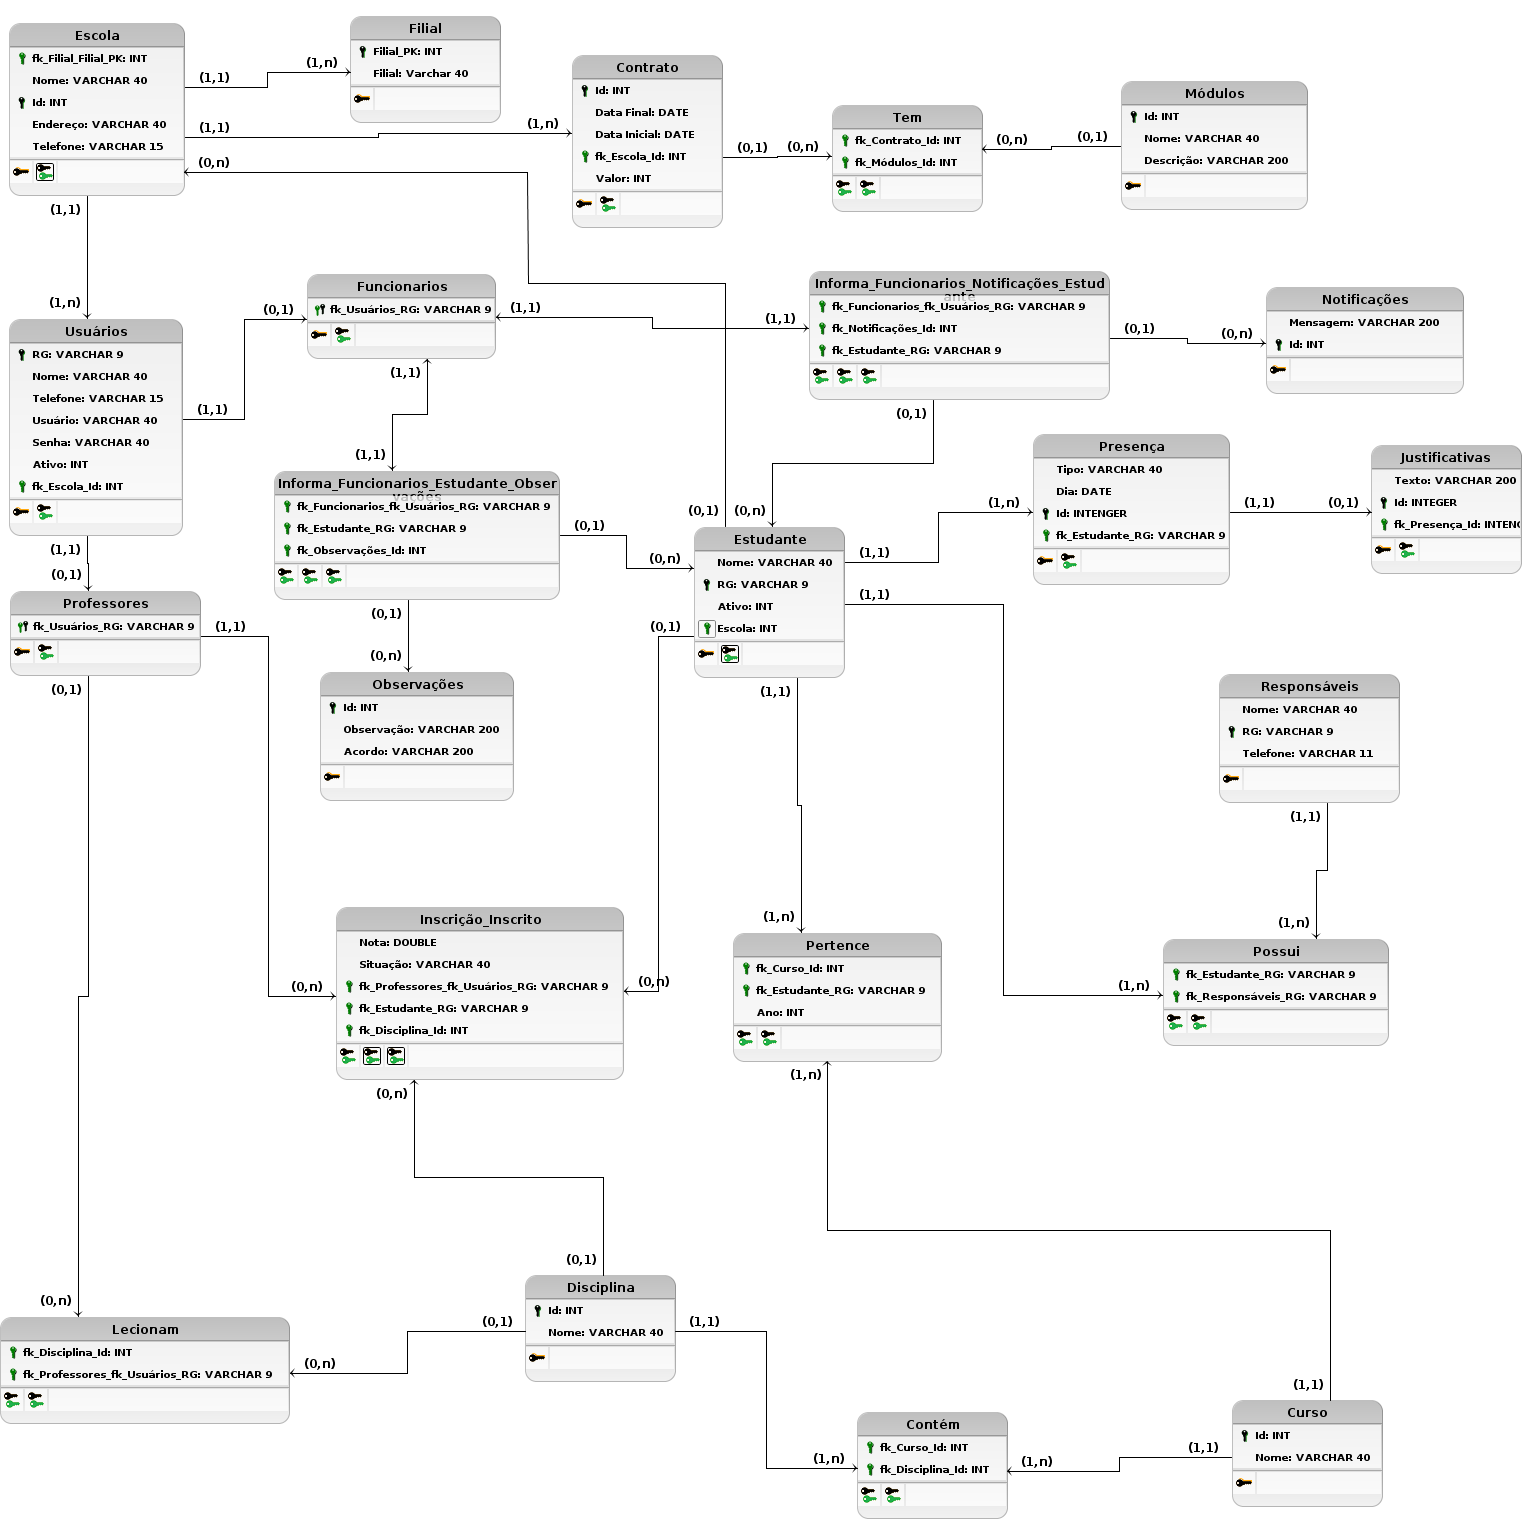 Escola
fk_Filial_Filial_PK: INT
Nome: VARCHAR 40
Id: INT
Endereço: VARCHAR 40
Telefone: VARCHAR 15
(1,1)
(1,n)
Filial
Filial_PK: INT
Filial: Varchar 40
(1,1)
(1,n)
(0,n)
Contrato
Id: INT
Data Final: DATE
Data Inicial: DATE
fk_Escola_Id: INT
Valor: INT
(0,1)
(0,n)
Tem
fk_Contrato_Id: INT
fk_Módulos_Id: INT
(0,n)
(0,1)
Módulos
Id: INT
Nome: VARCHAR 40
Descrição: VARCHAR 200
(1,1)
(1,n)
Usuários
RG: VARCHAR 9
Nome: VARCHAR 40
Telefone: VARCHAR 15
Usuário: VARCHAR 40
Senha: VARCHAR 40
Ativo: INT
fk_Escola_Id: INT
(1,1)
(0,1)
Funcionarios
fk_Usuários_RG: VARCHAR 9
(1,1)
(1,1)
Informa_Funcionarios_Notificações_Estud
ante
fk_Funcionarios_fk_Usuários_RG: VARCHAR 9
fk_Notificações_Id: INT
fk_Estudante_RG: VARCHAR 9
(0,1)
(0,n)
Notificações
Mensagem: VARCHAR 200
Id: INT
(1,1)
(1,1)
Informa_Funcionarios_Estudante_Obser
vações
fk_Funcionarios_fk_Usuários_RG: VARCHAR 9
fk_Estudante_RG: VARCHAR 9
fk_Observações_Id: INT
(0,1)
(0,n)
(0,1)
(0,1)
(0,n)
Estudante
Nome: VARCHAR 40
RG: VARCHAR 9
Ativo: INT
Escola: INT
(1,1)
(1,n)
Presença
Tipo: VARCHAR 40
Dia: DATE
Id: INTENGER
fk_Estudante_RG: VARCHAR 9
(1,1)
(0,1)
Justificativas
Texto: VARCHAR 200
Id: INTEGER
fk_Presença_Id: INTENG
(1,1)
(0,1)
Professores
fk_Usuários_RG: VARCHAR 9
(1,1)
(0,1)
(0,1)
(0,n)
Observações
Id: INT
Observação: VARCHAR 200
Acordo: VARCHAR 200
(0,1)
(1,1)
(1,1)
Responsáveis
Nome: VARCHAR 40
RG: VARCHAR 9
Telefone: VARCHAR 11
(1,1)
(1,n)
(0,n)
Inscrição_Inscrito
Nota: DOUBLE
Situação: VARCHAR 40
fk_Professores_fk_Usuários_RG: VARCHAR 9
fk_Estudante_RG: VARCHAR 9
fk_Disciplina_Id: INT
(0,n)
(0,n)
(1,n)
Pertence
fk_Curso_Id: INT
fk_Estudante_RG: VARCHAR 9
Ano: INT
(1,n)
(1,n)
Possui
fk_Estudante_RG: VARCHAR 9
fk_Responsáveis_RG: VARCHAR 9
(0,1)
Disciplina
Id: INT
Nome: VARCHAR 40
(0,n)
Lecionam
fk_Disciplina_Id: INT
fk_Professores_fk_Usuários_RG: VARCHAR 9
(0,1)
(0,n)
(1,1)
(1,n)
Contém
fk_Curso_Id: INT
fk_Disciplina_Id: INT
(1,n)
(1,1)
(1,1)
Curso
Id: INT
Nome: VARCHAR 40